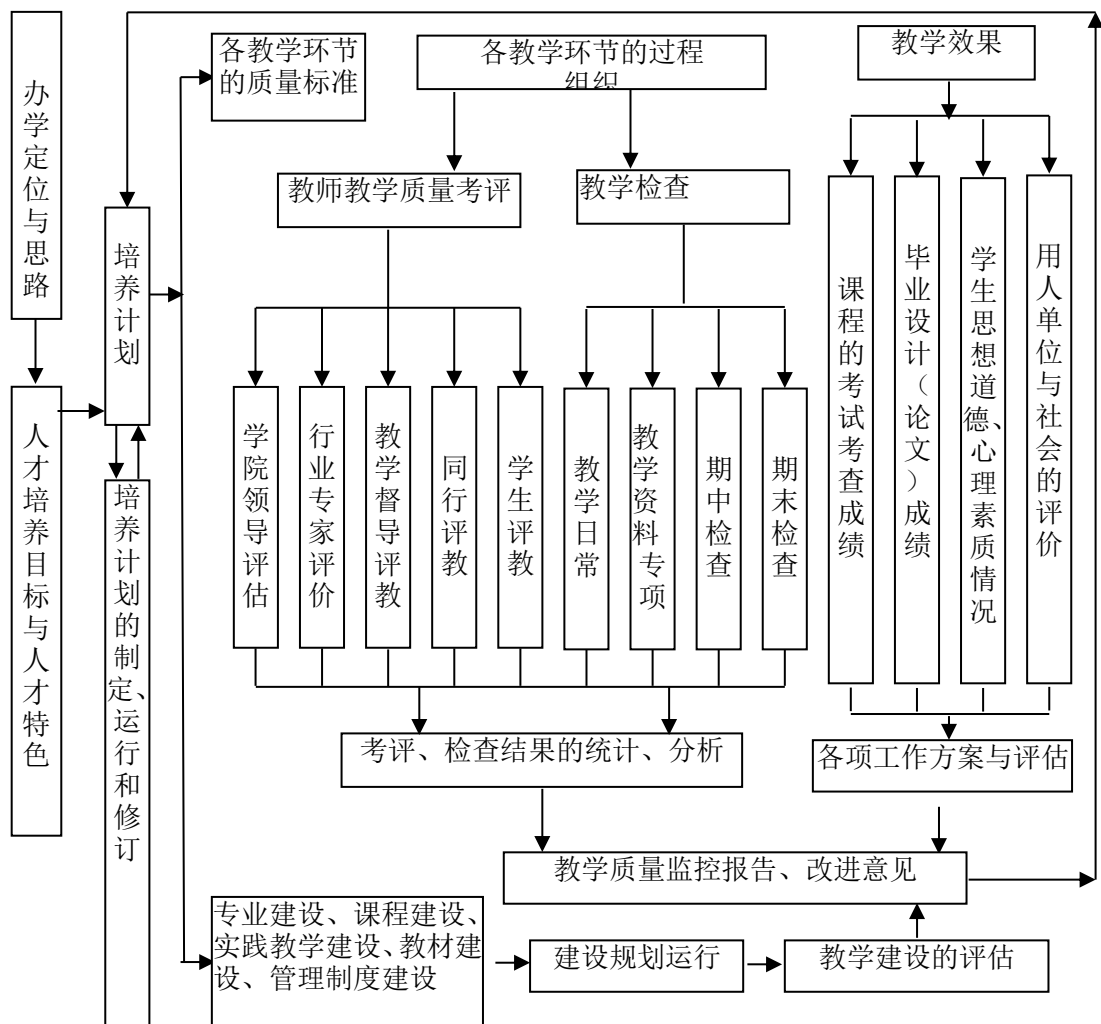 办学定位与思路
人才培养目标与人才特色
培养计划
培养计划的制定、运行和修订
各教学环节
的质量标准
各教学环节的过程
组织
教学效果
教师教学质量考评
教学检查
学院领导评估
行业专家评价
教学督导评教
同行评教
学生评教
教学日常
教学资料专项
期中检查
期末检查
课程的考试考查成绩
毕业设计（论文）成绩
学生思想道德、心理素质情况
用人单位与社会的评价
考评、检查结果的统计、分析
各项工作方案与评估
教学质量监控报告、改进意见
专业建设、课程建设、
实践教学建设、教材建
设、管理制度建设
建设规划运行
教学建设的评估